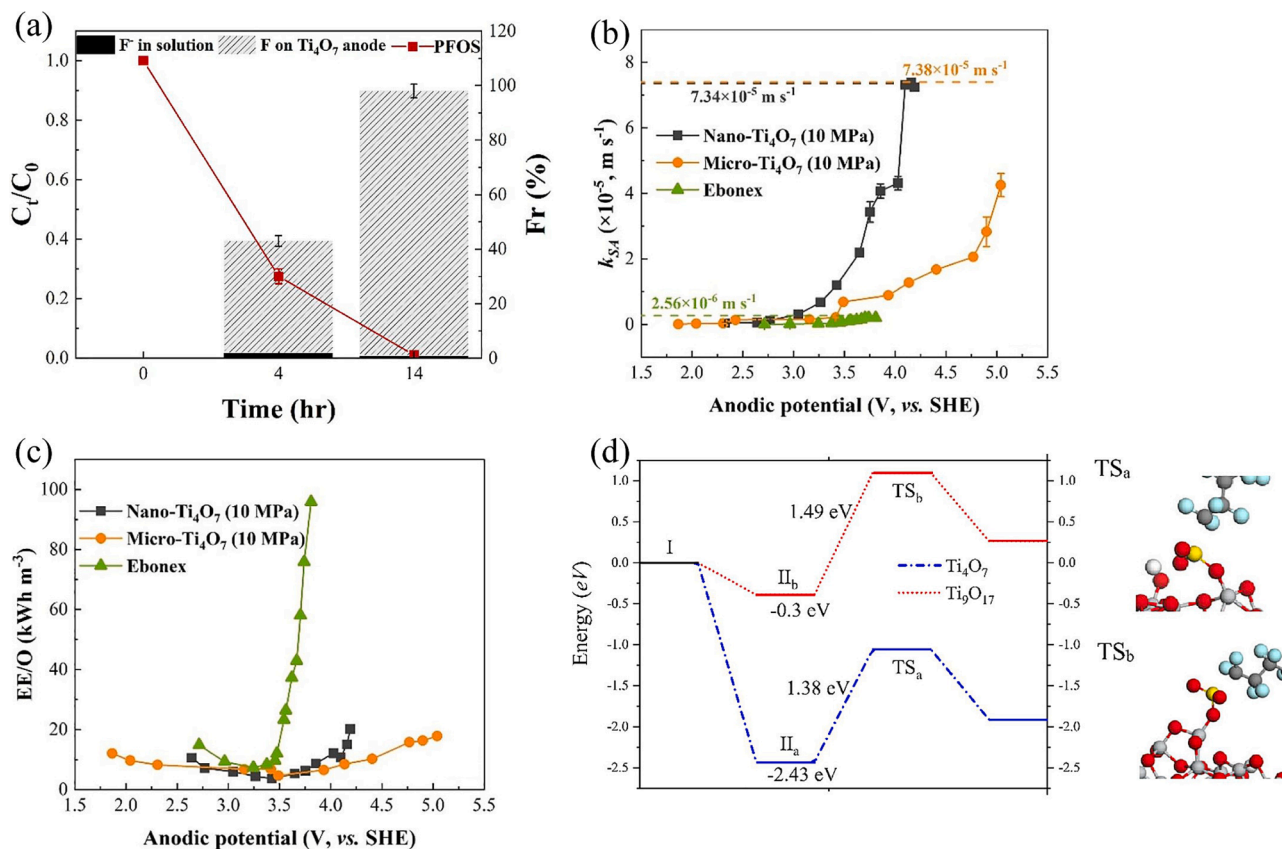 (a)
F⁻ in solution
F on Ti₄O₇ anode
PFOS
1.0
0.8
0.6
0.4
0.2
0.0
Cₜ/C₀
120
100
80
60
40
20
0
Fr (%)
0
4
14
Time (hr)
(b)
7.38×10⁻⁵ m s⁻¹
7.34×10⁻⁵ m s⁻¹
Nano-Ti₄O₇ (10 MPa)
Micro-Ti₄O₇ (10 MPa)
Ebonex
2.56×10⁻⁶ m s⁻¹
8
6
4
2
0
k_SA (×10⁻⁵, m s⁻¹)
1.5 2.0 2.5 3.0 3.5 4.0 4.5 5.0 5.5
Anodic potential (V, vs. SHE)
(c)
Nano-Ti₄O₇ (10 MPa)
Micro-Ti₄O₇ (10 MPa)
Ebonex
100
80
60
40
20
0
EE/O (kWh m⁻³)
1.5 2.0 2.5 3.0 3.5 4.0 4.5 5.0 5.5
Anodic potential (V, vs. SHE)
(d)
1.0
0.5
0.0
-0.5
-1.0
-1.5
-2.0
-2.5
Energy (eV)
I
II_b
-0.3 eV
1.49 eV
TS_b
Ti₄O₇
Ti₉O₁₇
II_a
-2.43 eV
1.38 eV
TS_a
1.0
0.5
0.0
-0.5
-1.0
-1.5
-2.0
-2.5
TS_a
TS_b